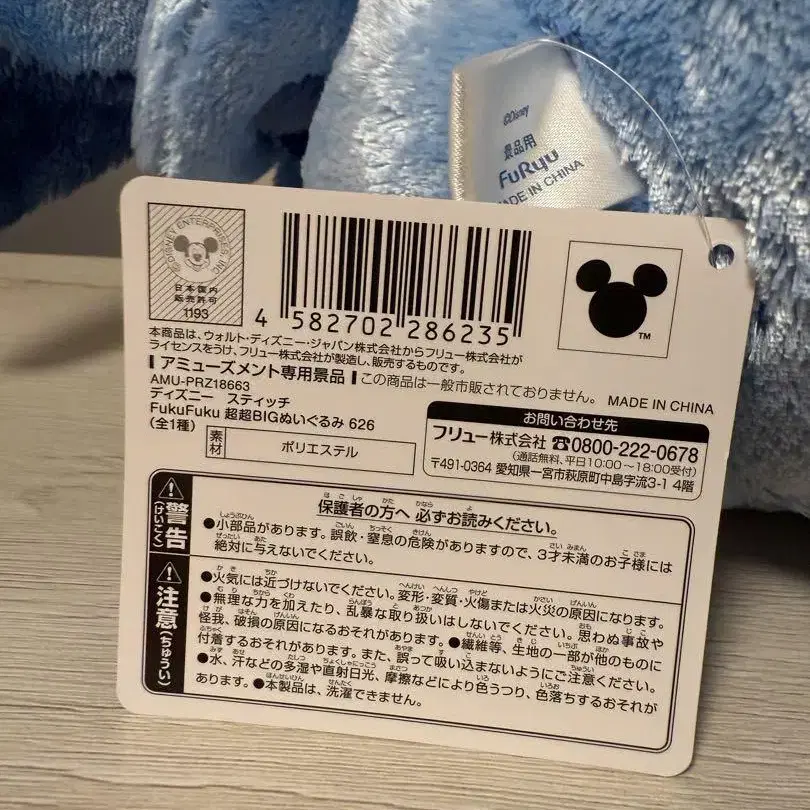 ©Disney
景品用
FuRyu
MADE IN CHINA
©DISNEY ENTERPRISES, INC.
日本国内
販売許可
1193
4 582702 286235
TM
本商品は、ウォルト・ディズニー・ジャパン株式会社からフリュー株式会社が
ライセンスをうけ、フリュー株式会社が製造し、販売するものです。
アミューズメント専用景品 この商品は一般市販されておりません。 MADE IN CHINA
AMU-PRZ18663
ディズニー スティッチ
FukuFuku 超超BIGぬいぐるみ 626
(全1種)
素材 ポリエステル
お問い合わせ先
フリュー株式会社 ☎0800-222-0678
(通話無料、平日10:00～18:00受付)
〒491-0364 愛知県一宮市萩原町中島字流3-1 4階
⚠警告(けいこく)
保護者の方へ 必ずお読みください。
●小部品があります。誤飲・窒息の危険がありますので、3才未満のお子様には
絶対に与えないでください。
⚠注意(ちゅうい)
●火気には近づけないでください。変形・変質・火傷または火災の原因になります。
●無理な力を加えたり、乱暴な取り扱いはしないでください。思わぬ事故や
怪我、破損の原因になるおそれがあります。●繊維等、生地の一部が他のものに
付着するおそれがあります。また、誤って吸い込まないようにご注意ください。
●水、汗などの多湿や直射日光、摩擦などにより色うつり、色落ちするおそれが
あります。●本製品は、洗濯できません。